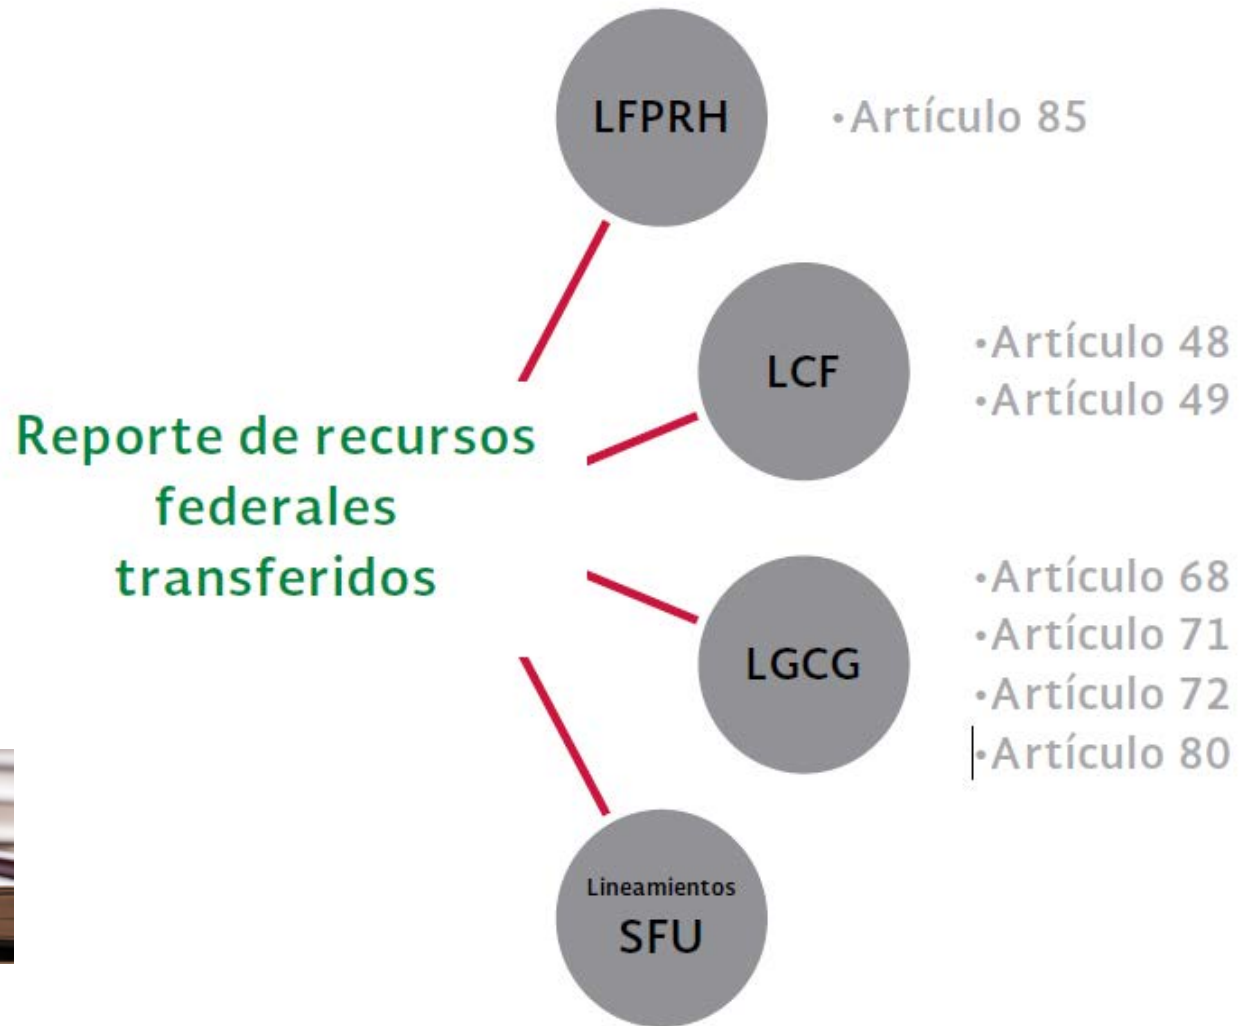 Reporte de recursos
federales
transferidos
LFPRH
•Artículo 85
LCF
•Artículo 48
•Artículo 49
LGCG
•Artículo 68
•Artículo 71
•Artículo 72
•Artículo 80
Lineamientos
SFU